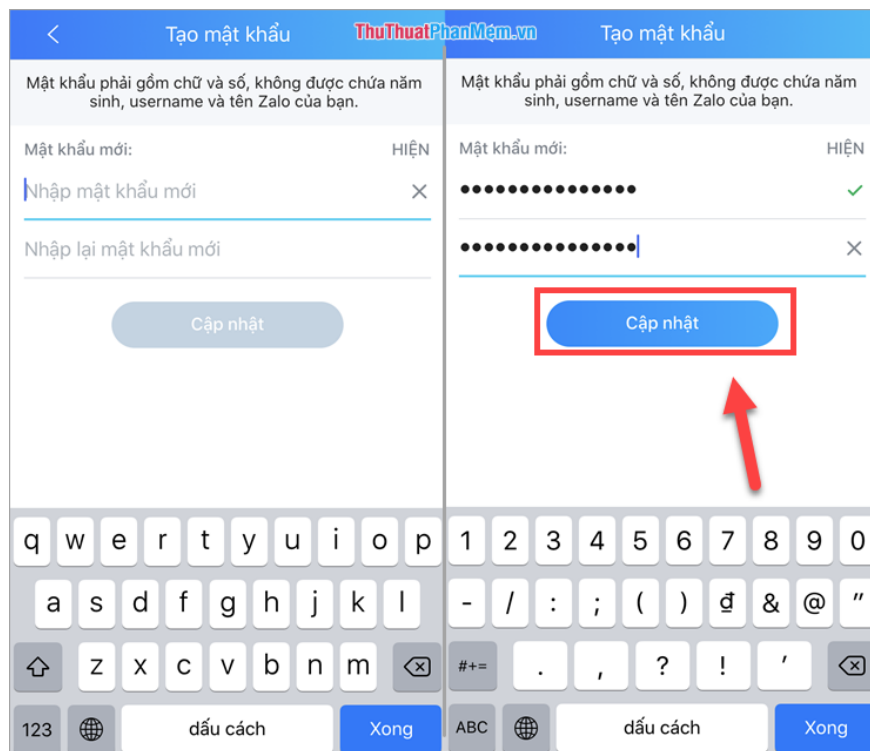 Tạo mật khẩu
ThuThuatPhanMem.vn
Mật khẩu phải gồm chữ và số, không được chứa năm
sinh, username và tên Zalo của bạn.
Mật khẩu mới:
HIỆN
Nhập mật khẩu mới
Nhập lại mật khẩu mới
Cập nhật
q w e r t y u i o p
a s d f g h j k l
z x c v b n m
123
dấu cách
Xong
Tạo mật khẩu
Mật khẩu phải gồm chữ và số, không được chứa năm
sinh, username và tên Zalo của bạn.
Mật khẩu mới:
HIỆN
Cập nhật
1 2 3 4 5 6 7 8 9 0
- / : ; ( ) đ & @ "
#+= . , ? ! '
ABC
dấu cách
Xong